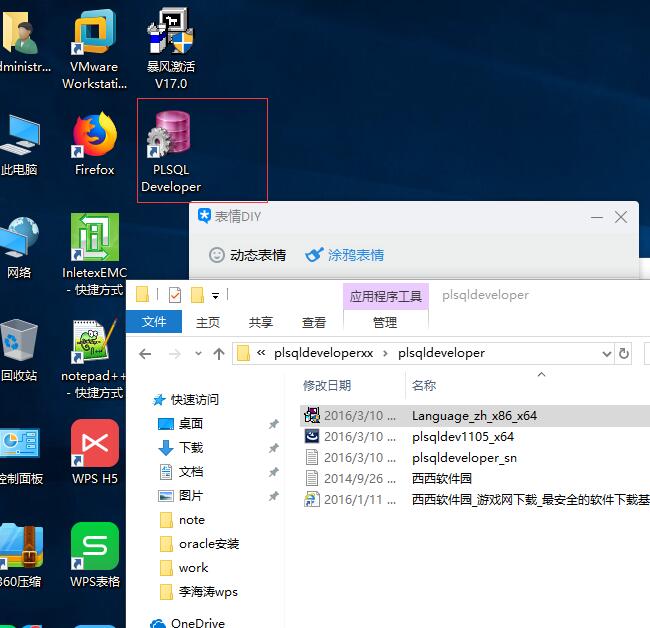 dministr...
VMware
Workstati...
暴风激活
V17.0
此电脑
Firefox
PLSQL
Developer
网络
InletexEMC
- 快捷方式
回收站
notepad++
- 快捷方式
控制面板
WPS H5
360压缩
WPS表格
表情DIY
动态表情
涂鸦表情
应用程序工具
plsqldeveloper
文件
主页
共享
查看
管理
« plsqldeveloperxx › plsqldeveloper
修改日期
名称
快速访问
桌面
下载
文档
图片
note
oracle安装
work
李海涛wps
OneDrive
2016/3/10 ... Language_zh_x86_x64
2016/3/10 ... plsqldev1105_x64
2016/3/10 ... plsqldeveloper_sn
2014/9/26 ... 西西软件园
2016/1/11 ... 西西软件园_游戏网下载_最安全的软件下载基